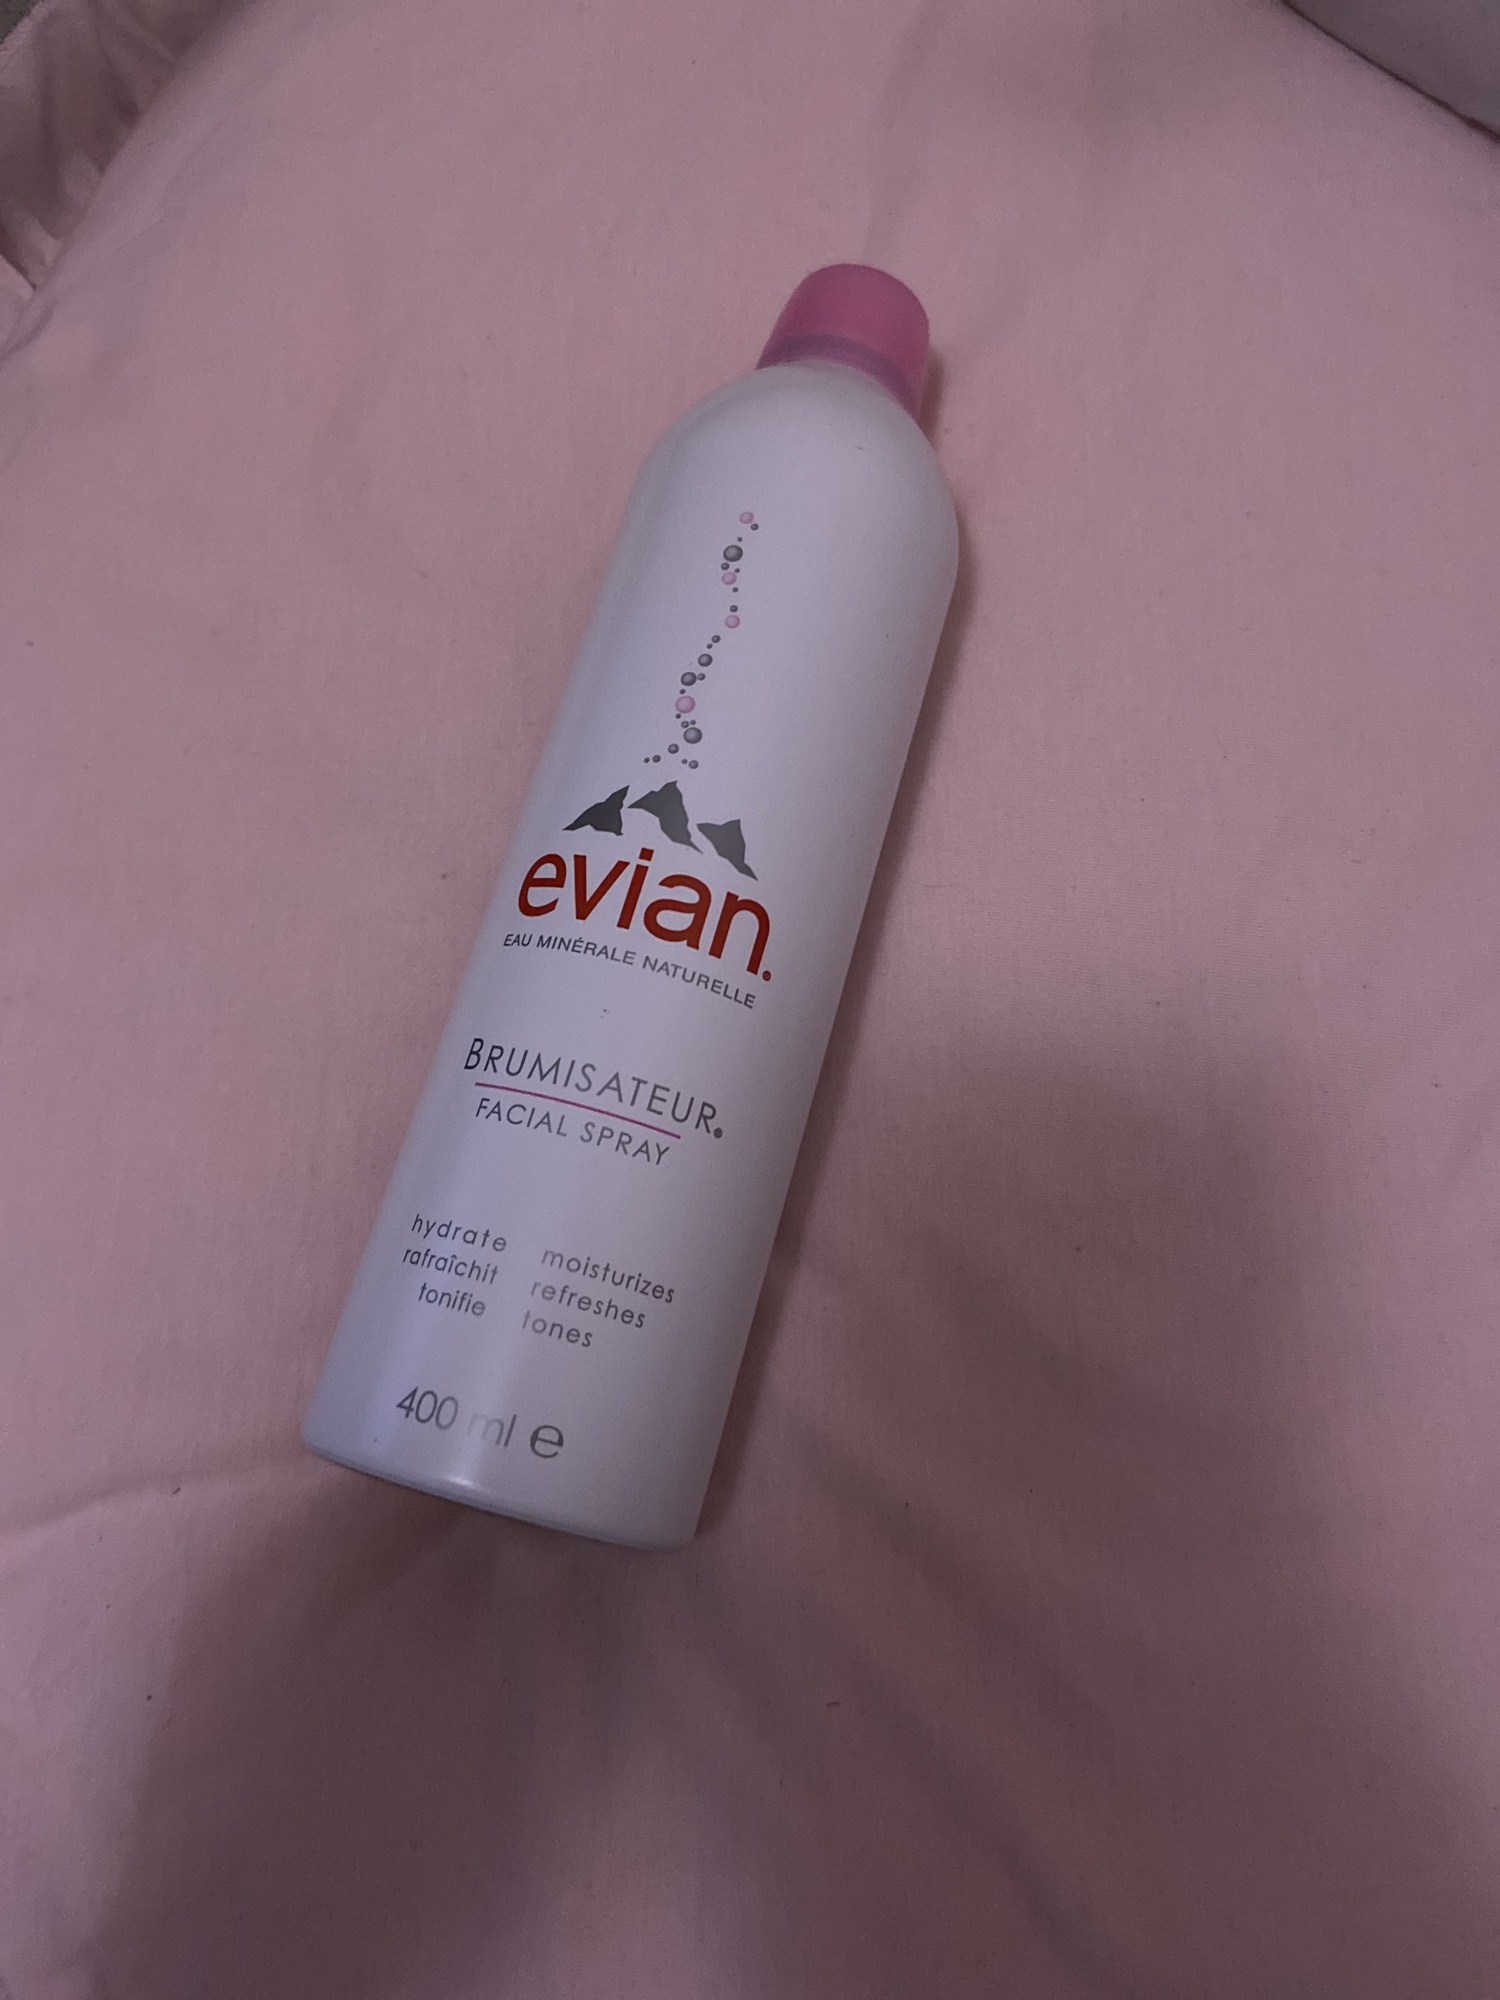 evian®
EAU MINÉRALE NATURELLE
BRUMISATEUR®
FACIAL SPRAY
hydrate moisturizes
rafraîchit refreshes
tonifie tones
400 ml ℮